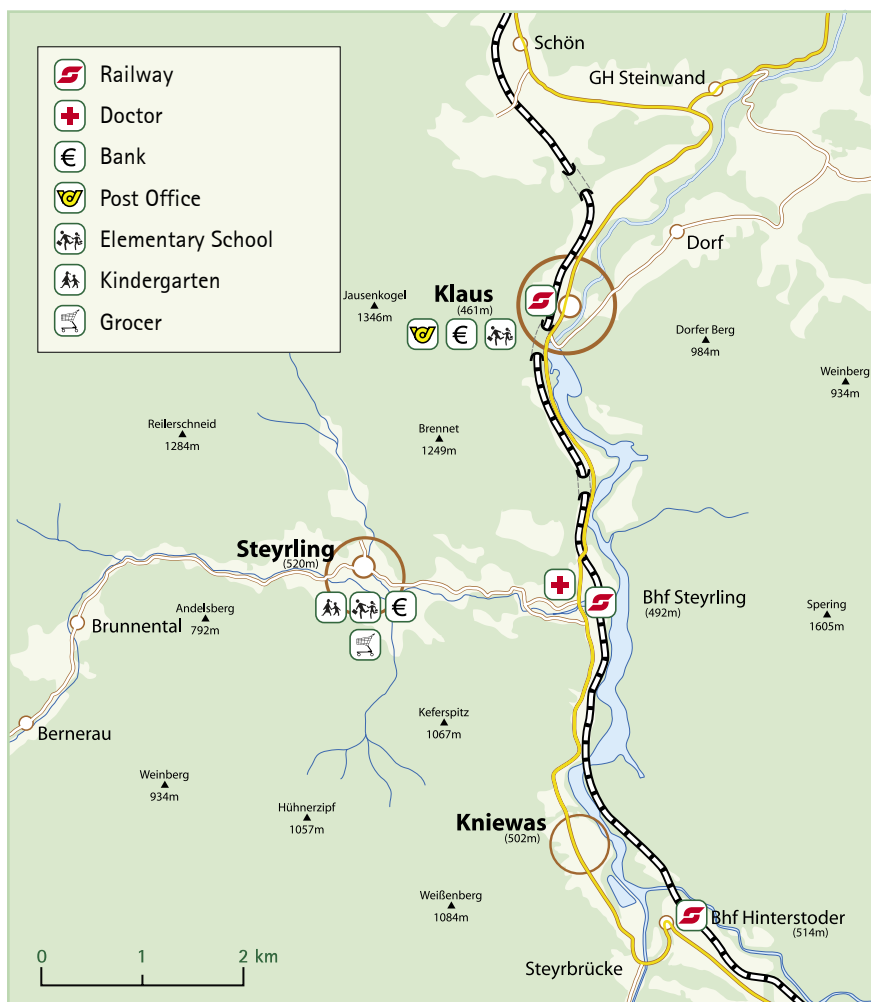 Railway
Doctor
€ Bank
Post Office
Elementary School
Kindergarten
Grocer
Schön
GH Steinwand
Dorf
Klaus
(461m)
€
Jausenkogel
1346m
Dorfer Berg
984m
Weinberg
934m
Reilerschneid
1284m
Brennet
1249m
Steyrling
(520m)
€
Bhf Steyrling
(492m)
Andelsberg
792m
Spering
1605m
Brunnental
Bernerau
Keferspitz
1067m
Weinberg
934m
Hühnerzipf
1057m
Kniewas
(502m)
Weißenberg
1084m
Bhf Hinterstoder
(514m)
Steyrbrücke
0 1 2 km